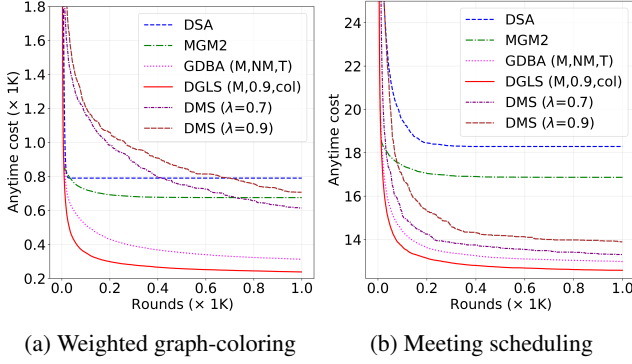 1.8
1.6
1.4
1.2
1.0
0.8
0.6
0.4
0.2
Anytime cost (× 1K)
0.0 0.2 0.4 0.6 0.8 1.0
Rounds (× 1K)
DSA
MGM2
GDBA (M,NM,T)
DGLS (M,0.9,col)
DMS (λ=0.7)
DMS (λ=0.9)
(a) Weighted graph-coloring
24
22
20
18
16
14
Anytime cost (× 1K)
0.0 0.2 0.4 0.6 0.8 1.0
Rounds (× 1K)
DSA
MGM2
GDBA (M,NM,T)
DGLS (M,0.9,col)
DMS (λ=0.7)
DMS (λ=0.9)
(b) Meeting scheduling